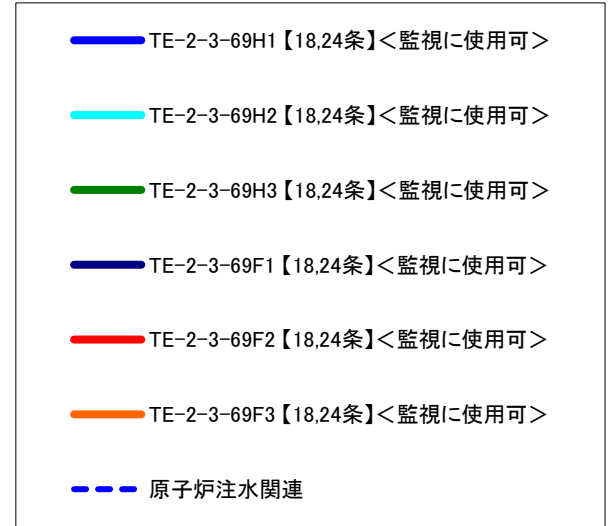 TE-2-3-69H1【18,24条】＜監視に使用可＞
TE-2-3-69H2【18,24条】＜監視に使用可＞
TE-2-3-69H3【18,24条】＜監視に使用可＞
TE-2-3-69F1【18,24条】＜監視に使用可＞
TE-2-3-69F2【18,24条】＜監視に使用可＞
TE-2-3-69F3【18,24条】＜監視に使用可＞
原子炉注水関連